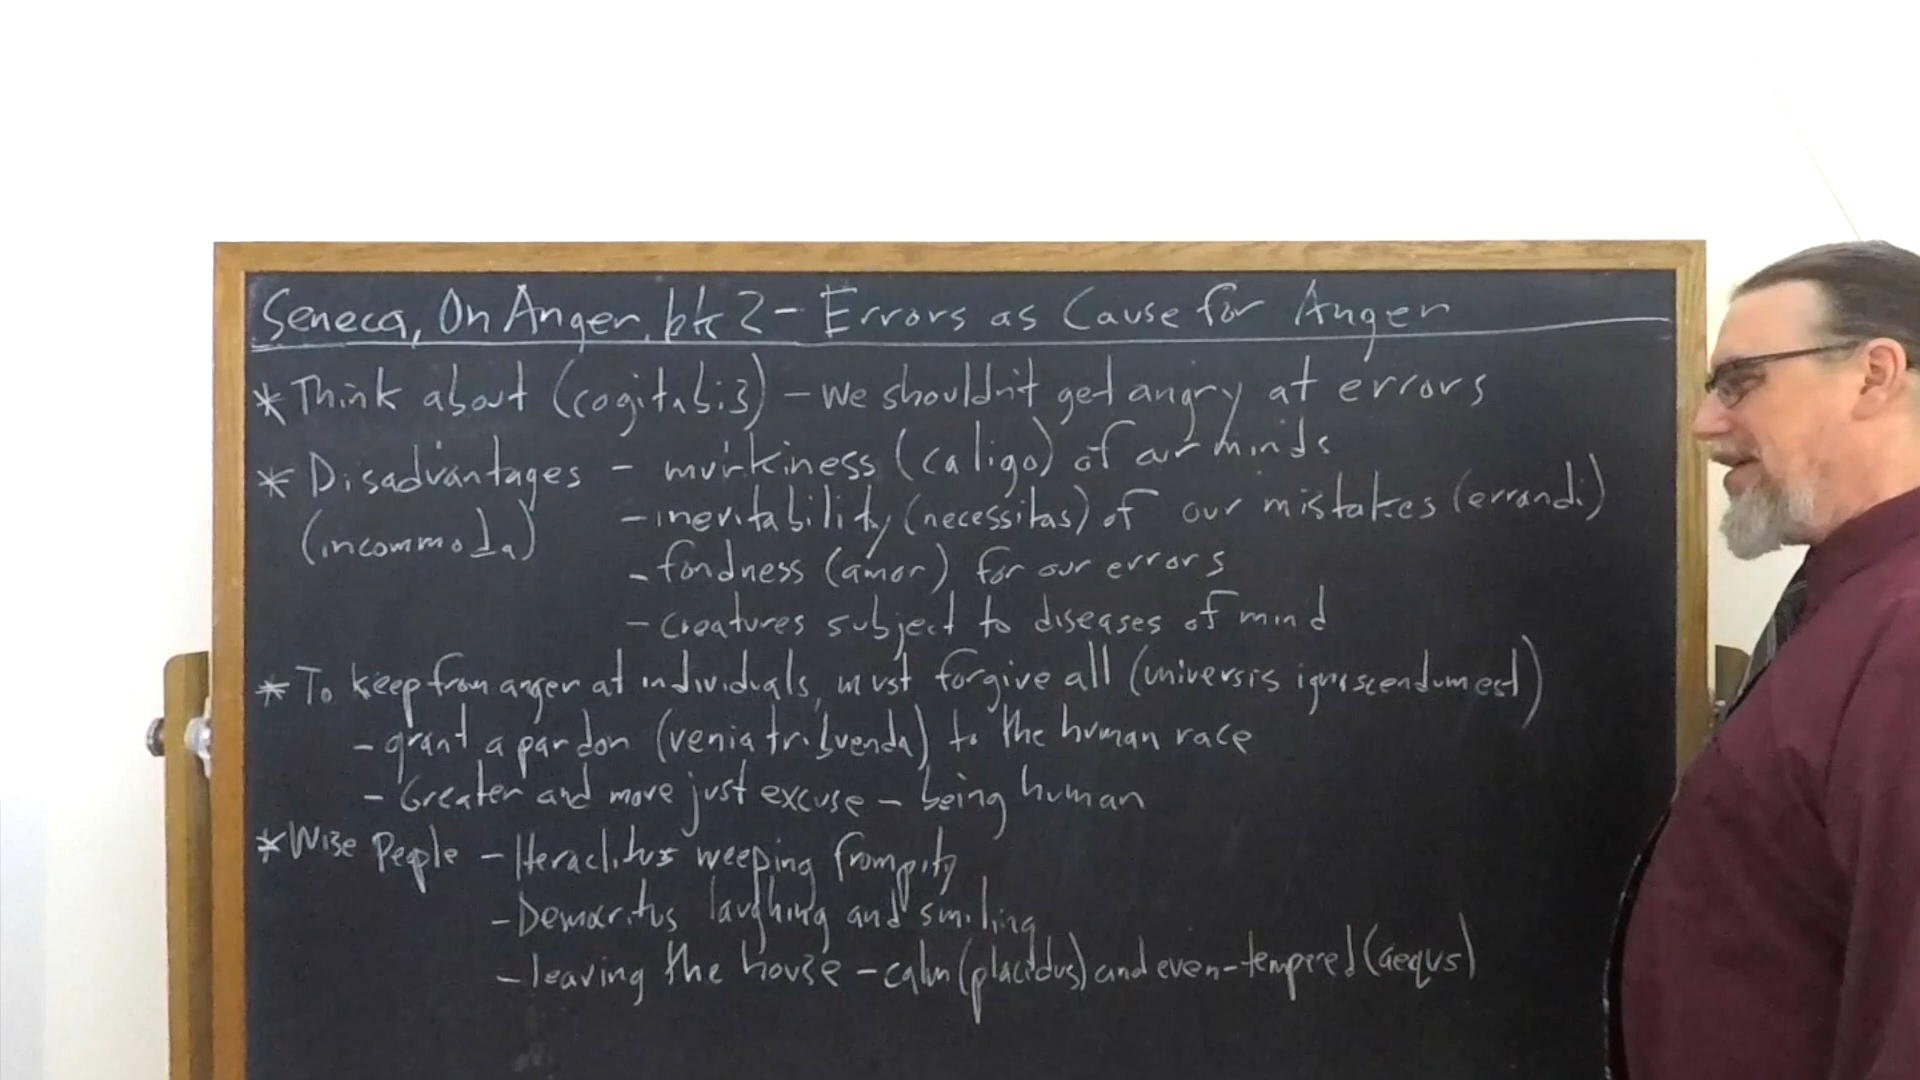 Seneca, On Anger, bk 2 - Errors as Cause for Anger
* Think about (cogitabis) - we shouldn't get angry at errors
* Disadvantages - murkiness (caligo) of our minds
(incommoda) - inevitability (necessitas) of our mistakes (errandi)
- fondness (amor) for our errors
- creatures subject to diseases of mind
* To keep from anger at individuals, must forgive all (universis ignoscendum est)
- grant a pardon (venia tribuenda) to the human race
- Greater and more just excuse - being human
* Wise People - Heraclitus weeping from pity
- Democritus laughing and smiling
- leaving the house - calm (placidus) and even-tempered (aequs)